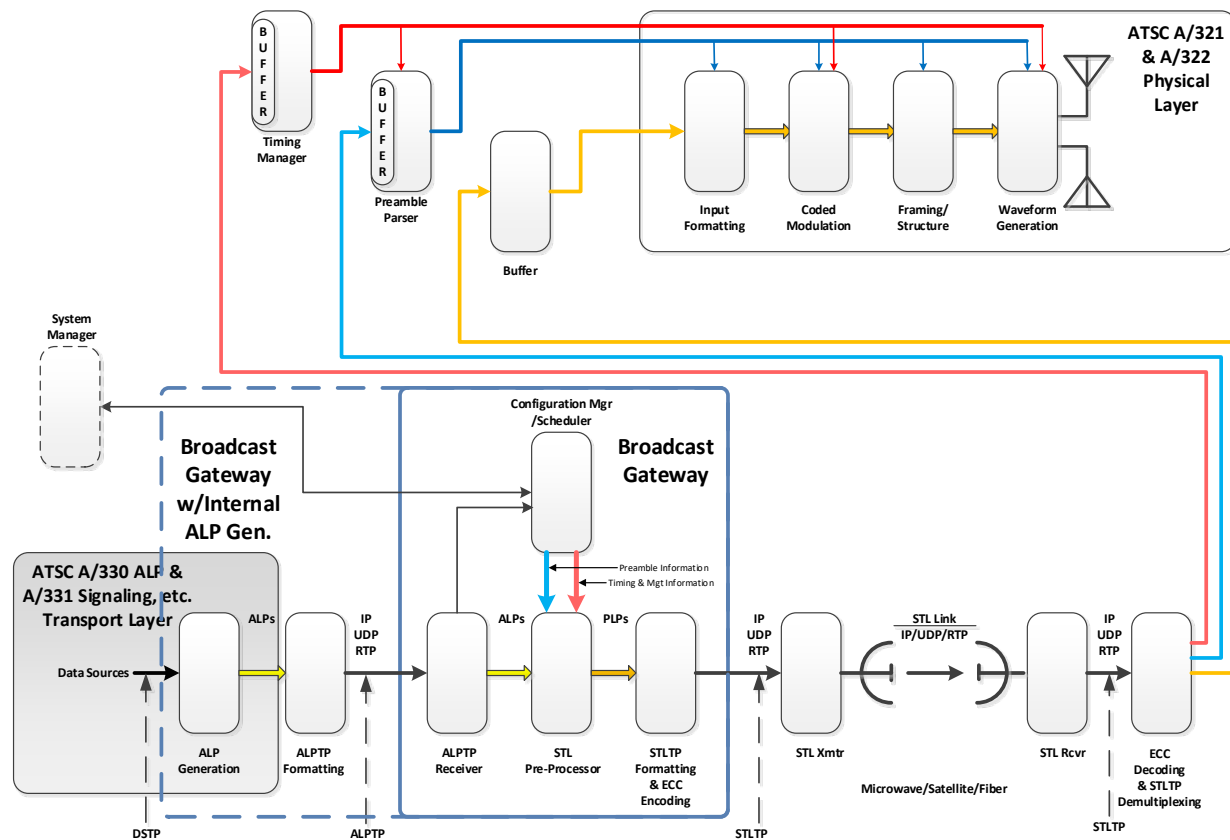 ATSC A/321
& A/322
Physical
Layer
B
U
F
F
E
R
Timing
Manager
B
U
F
F
E
R
Preamble
Parser
Buffer
Input
Formatting
Coded
Modulation
Framing/
Structure
Waveform
Generation
System
Manager
Configuration Mgr
/Scheduler
Broadcast
Gateway
w/Internal
ALP Gen.
Broadcast
Gateway
Preamble Information
Timing & Mgt Information
ATSC A/330 ALP &
A/331 Signaling, etc.
Transport Layer
Data Sources
ALPs
IP
UDP
RTP
ALPs
PLPs
IP
UDP
RTP
STL Link
IP/UDP/RTP
IP
UDP
RTP
ALP
Generation
ALPTP
Formatting
ALPTP
Receiver
STL
Pre-Processor
STLTP
Formatting
& ECC
Encoding
STL Xmtr
Microwave/Satellite/Fiber
STL Rcvr
ECC
Decoding
& STLTP
Demultiplexing
DSTP
ALPTP
STLTP
STLTP